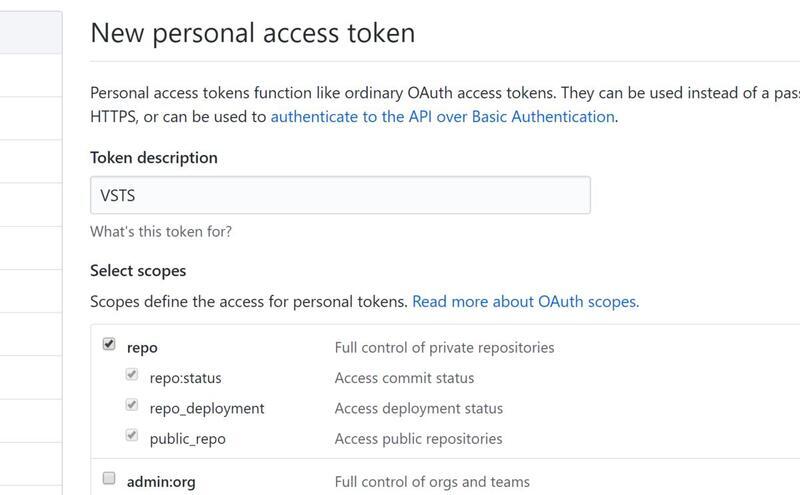 New personal access token
Personal access tokens function like ordinary OAuth access tokens. They can be used instead of a
HTTPS, or can be used to authenticate to the API over Basic Authentication.
Token description
VSTS
What's this token for?
Select scopes
Scopes define the access for personal tokens. Read more about OAuth scopes.
repo Full control of private repositories
repo:status Access commit status
repo_deployment Access deployment status
public_repo Access public repositories
admin:org Full control of orgs and teams